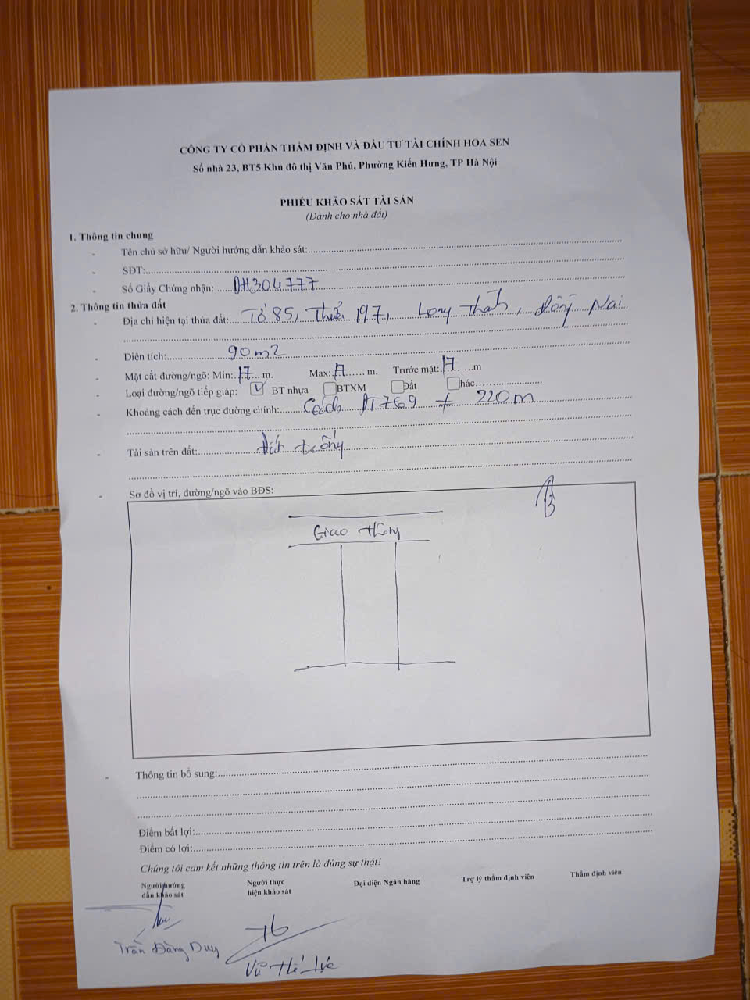 CÔNG TY CỔ PHẦN THẨM ĐỊNH VÀ ĐẦU TƯ TÀI CHÍNH HOA SEN
Số nhà 23, BT5 Khu đô thị Văn Phú, Phường Kiến Hưng, TP Hà Nội
PHIẾU KHẢO SÁT TÀI SẢN
(Dành cho nhà đất)
1. Thông tin chung
- Tên chủ sở hữu/ Người hướng dẫn khảo sát:
- SĐT:
- Số Giấy Chứng nhận: DH304777
2. Thông tin thửa đất
- Địa chỉ hiện tại thửa đất: Tờ 85, Thửa 197, Long Thành, Đồng Nai
- Diện tích: 90m2
- Mặt cắt đường/ngõ: Min: 17 m. Max: 17 m. Trước mặt: 17 m
- Loại đường/ngõ tiếp giáp: BT nhựa BTXM Đất hác
- Khoảng cách đến trục đường chính: Cách ĐT769 ± 220m
- Tài sản trên đất: Đất trống
- Sơ đồ vị trí, đường/ngõ vào BĐS:
B
Giao thông
- Thông tin bổ sung:
Điểm bất lợi:
Điểm có lợi:
Chúng tôi cam kết những thông tin trên là đúng sự thật!
Người hướng dẫn khảo sát Người thực hiện khảo sát Đại diện Ngân hàng Trợ lý thẩm định viên Thẩm định viên
Trần Đăng Duy
Vũ Thế Lực